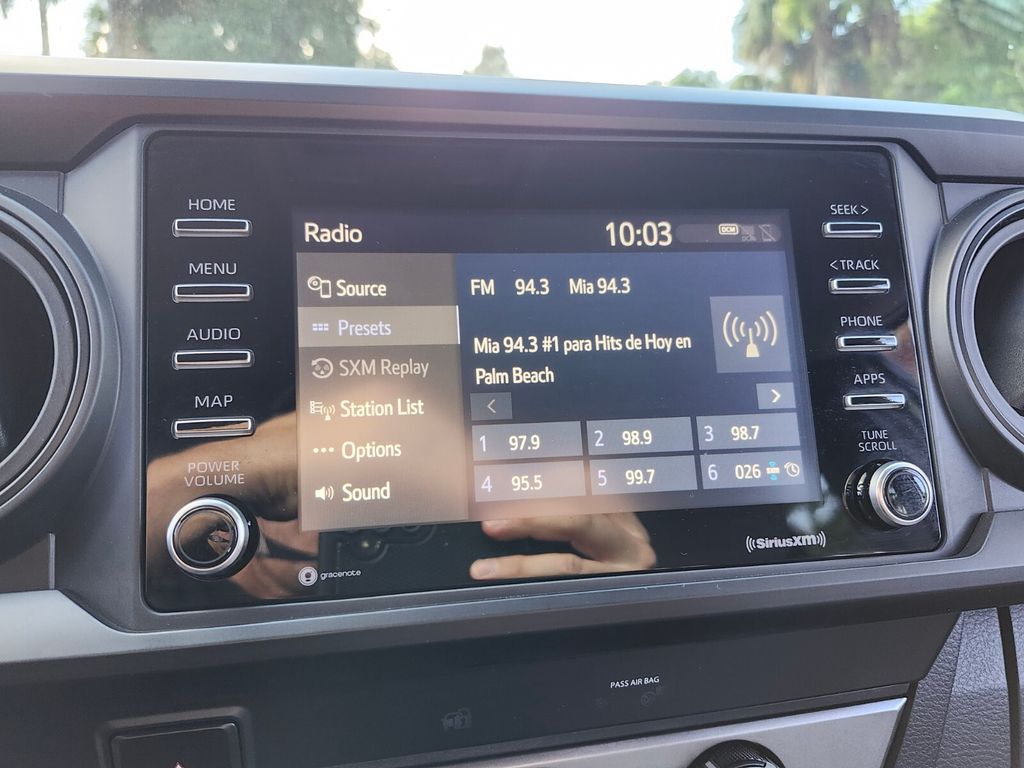 HOME
MENU
AUDIO
MAP
POWER
VOLUME
Radio
10:03
DCM
Source
Presets
SXM Replay
Station List
Options
Sound
FM 94.3 Mia 94.3
Mia 94.3 #1 para Hits de Hoy en
Palm Beach
< >
1 97.9 2 98.9 3 98.7
4 95.5 5 99.7 6 026
SEEK >
< TRACK
PHONE
APPS
TUNE
SCROLL
gracenote
((SiriusXM))
PASS AIR BAG